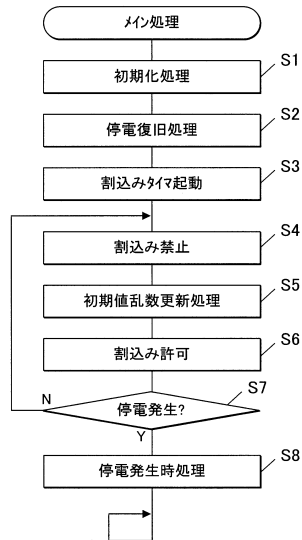 メイン処理
S1
初期化処理
S2
停電復旧処理
S3
割込みタイマ起動
S4
割込み禁止
S5
初期値乱数更新処理
S6
割込み許可
S7
停電発生?
N
Y
S8
停電発生時処理